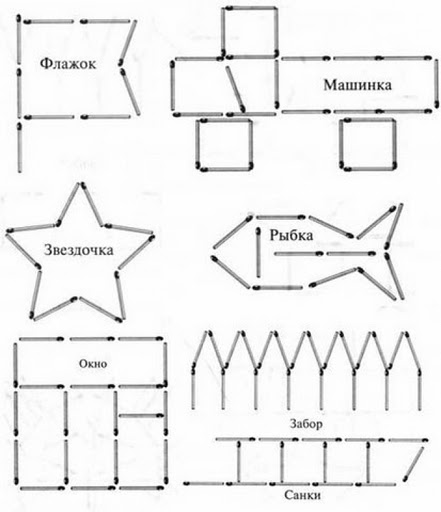 Флажок
Машинка
Звездочка
Рыбка
Окно
Забор
Санки